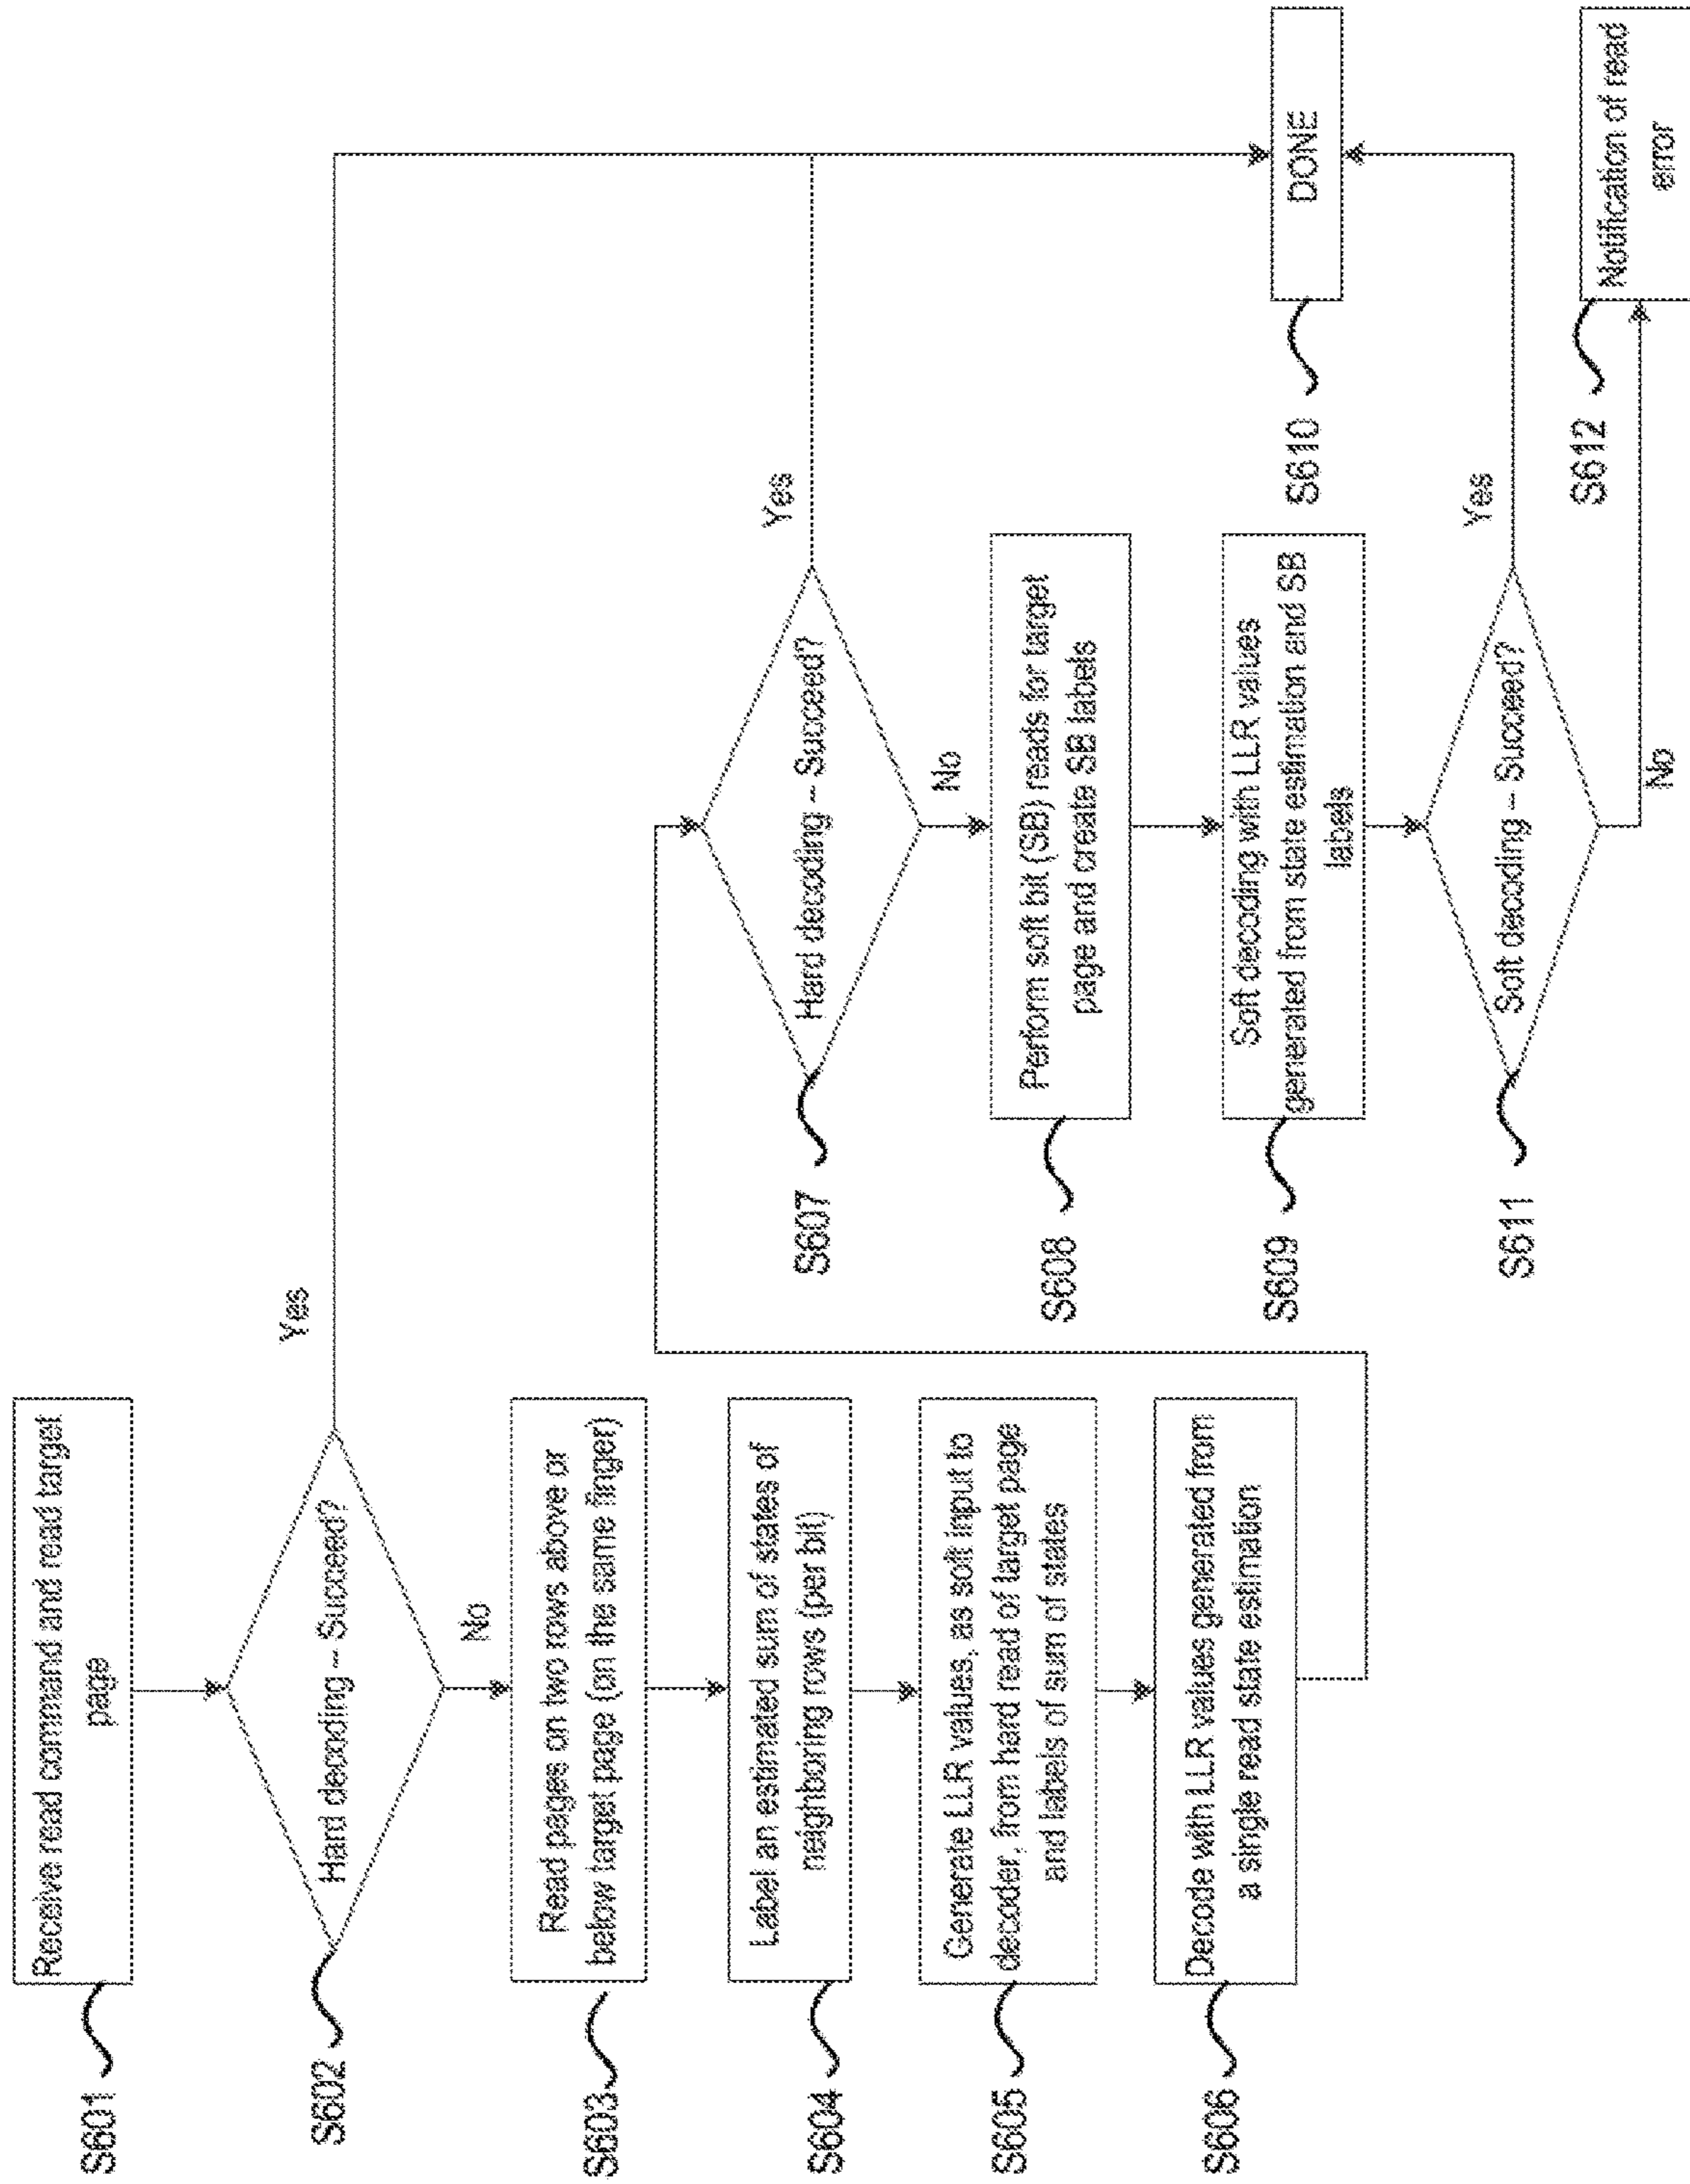 S601
Receive read command and read target
page
S602
Hard decoding ~ Succeed?
Yes
No
S603
Read pages on two rows above or
below target page (on the same finger)
S604
Label an estimated sum of states of
neighboring rows (per bit)
S605
Generate LLR values, as soft input to
decoder, from hard read of target page
and labels of sum of states
S606
Decode with LLR values generated from
a single read state estimation
S607
Hard decoding ~ Succeed?
Yes
No
S608
Perform soft bit (SB) reads for target
page and create SB labels
S609
Soft decoding with LLR values
generated from state estimation and SB
labels
S611
Soft decoding ~ Succeed?
Yes
No
S610
DONE
S612
Notification of read
error